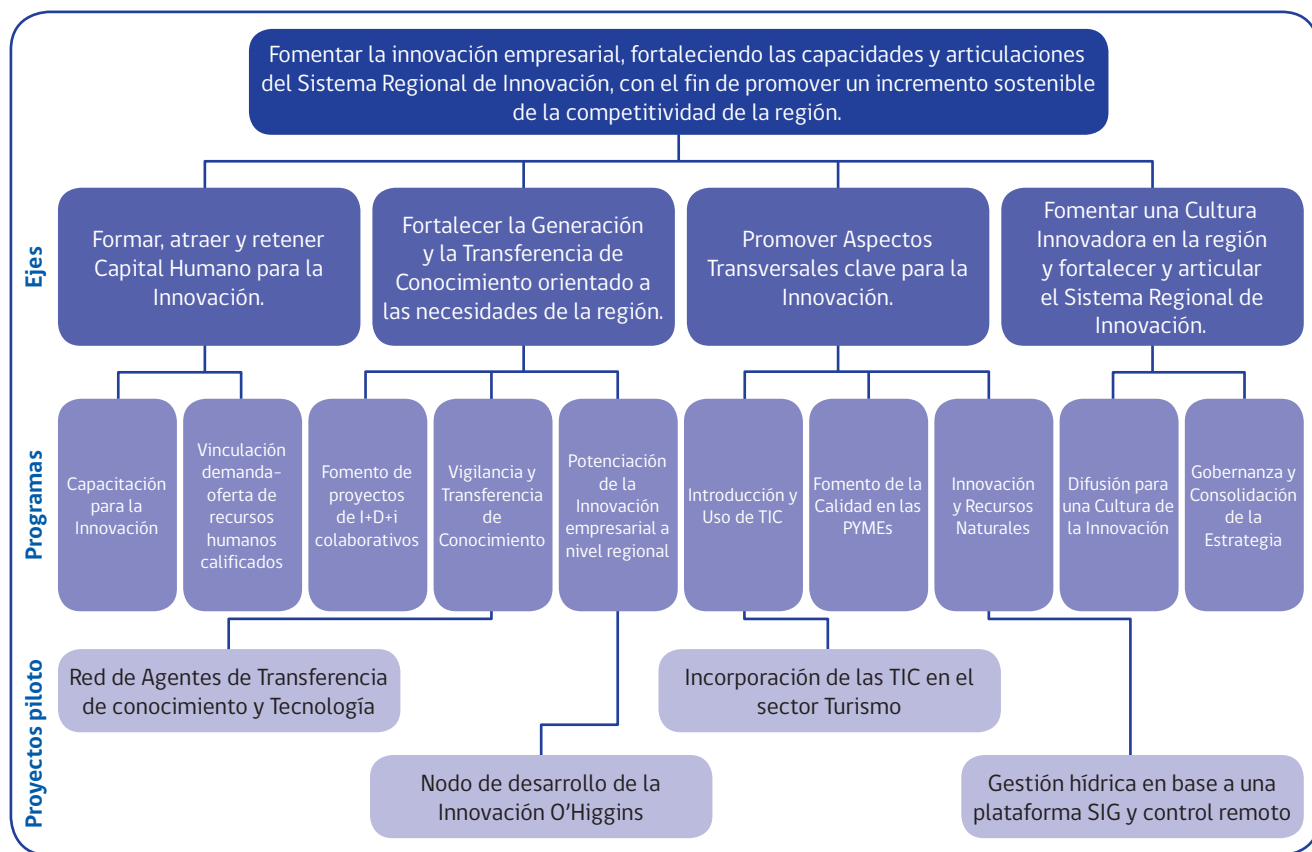 Fomentar la innovación empresarial, fortaleciendo las capacidades y articulaciones
del Sistema Regional de Innovación, con el fin de promover un incremento sostenible
de la competitividad de la región.
Ejes
Formar, atraer y retener
Capital Humano para la
Innovación.
Fortalecer la Generación
y la Transferencia de
Conocimiento orientado a
las necesidades de la región.
Promover Aspectos
Transversales clave para la
Innovación.
Fomentar una Cultura
Innovadora en la región
y fortalecer y articular
el Sistema Regional de
Innovación.
Programas
Capacitación
para la
Innovación
Vinculación
demanda-
oferta de
recursos
humanos
calificados
Fomento de
proyectos
de I+D+i
colaborativos
Vigilancia y
Transferencia
de
Conocimiento
Potenciación
de la
Innovación
empresarial a
nivel regional
Introducción y
Uso de TIC
Fomento de la
Calidad en las
PYMEs
Innovación
y Recursos
Naturales
Difusión para
una Cultura de
la Innovación
Gobernanza y
Consolidación
de la
Estrategia
Proyectos piloto
Red de Agentes de Transferencia
de conocimiento y Tecnología
Incorporación de las TIC en el
sector Turismo
Nodo de desarrollo de la
Innovación O'Higgins
Gestión hídrica en base a una
plataforma SIG y control remoto